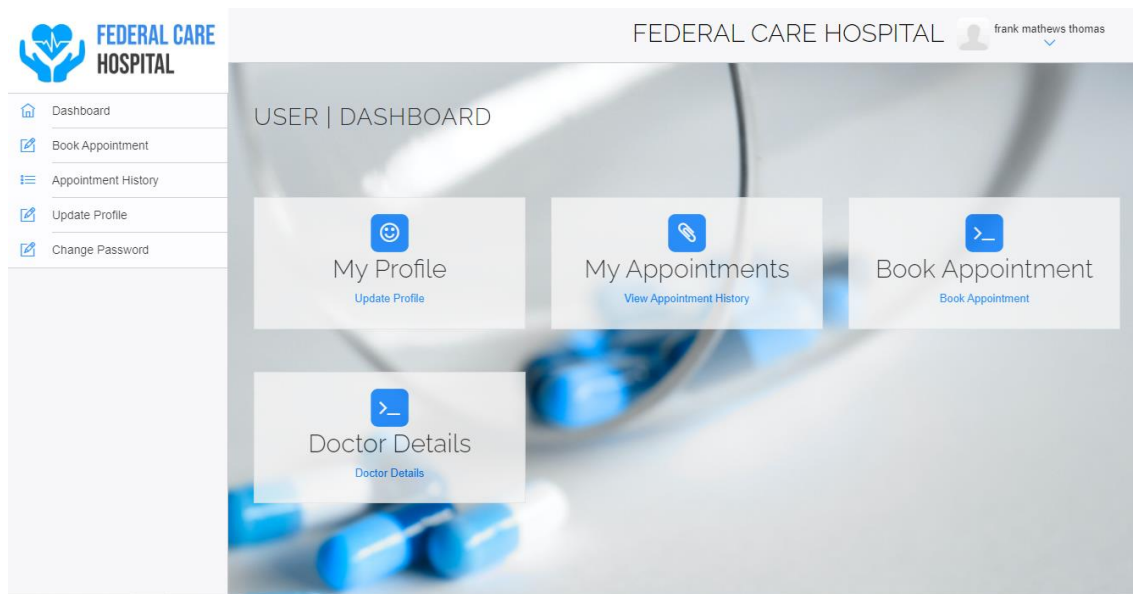 FEDERAL CARE
HOSPITAL
FEDERAL CARE HOSPITAL
frank mathews thomas
Dashboard
Book Appointment
Appointment History
Update Profile
Change Password
USER | DASHBOARD
My Profile
Update Profile
My Appointments
View Appointment History
Book Appointment
Book Appointment
Doctor Details
Doctor Details